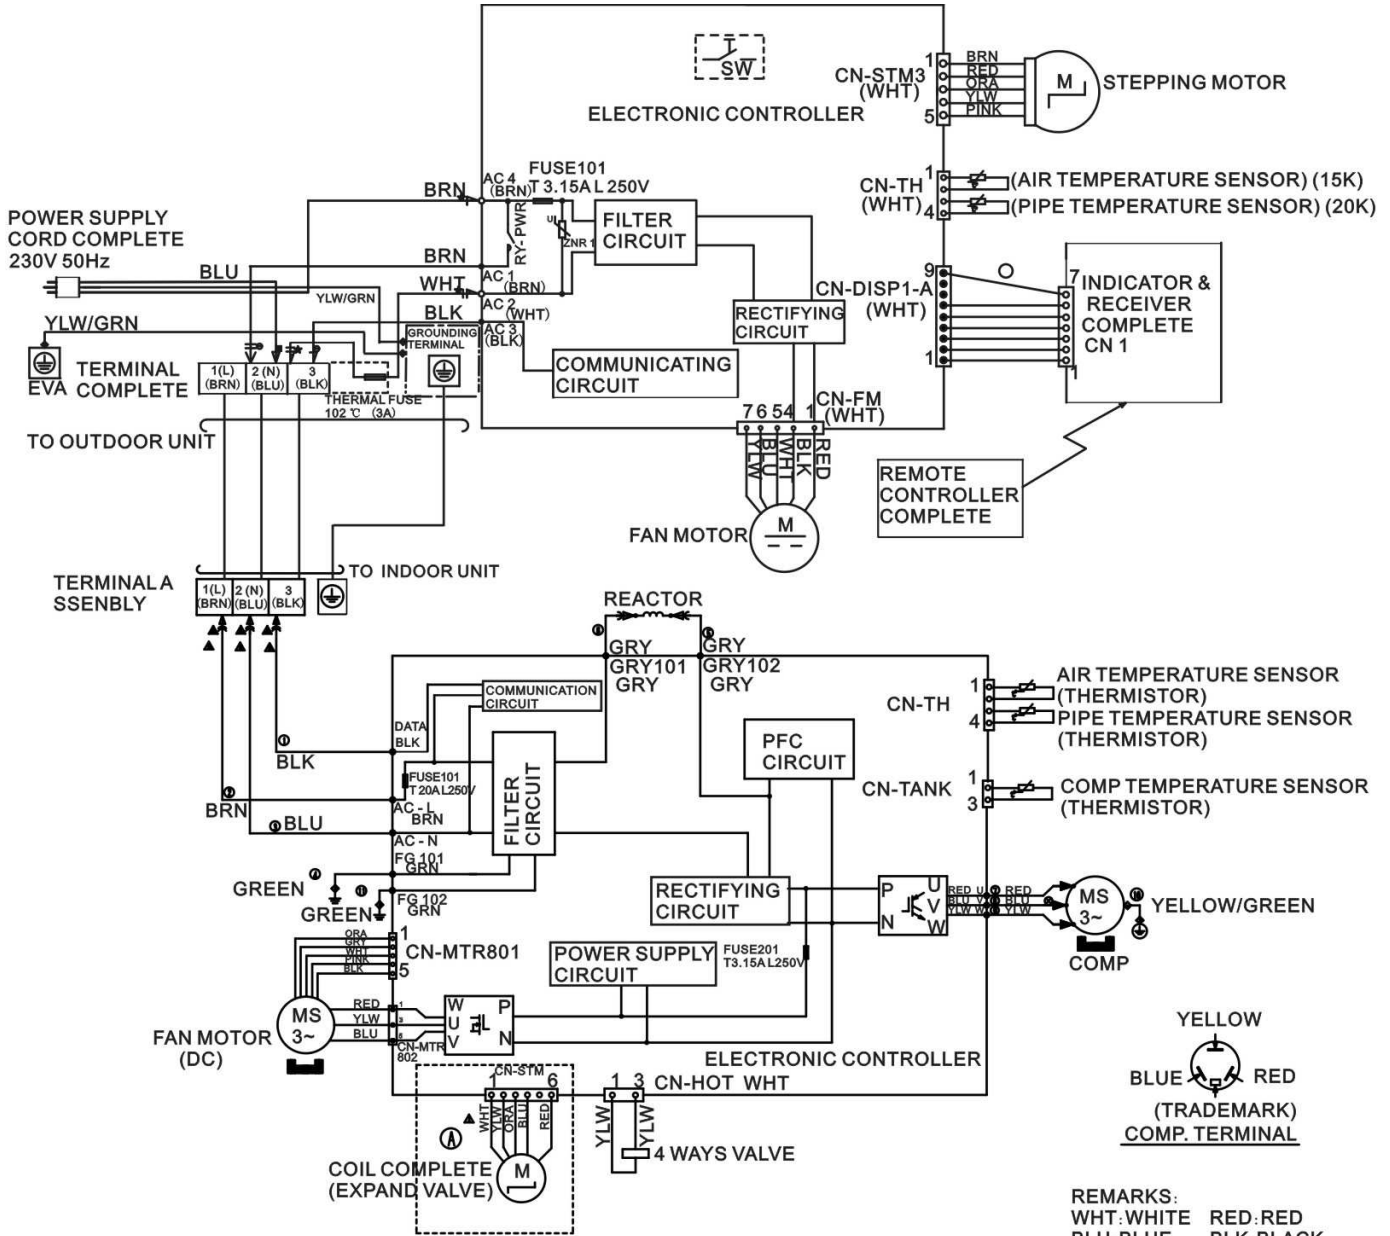 SW
ELECTRONIC CONTROLLER
CN-STM3
(WHT)
1
5
BRN
RED
ORA
YLW
PINK
M
STEPPING MOTOR
CN-TH
(WHT)
1
4
(AIR TEMPERATURE SENSOR) (15K)
(PIPE TEMPERATURE SENSOR) (20K)
POWER SUPPLY
CORD COMPLETE
230V 50Hz
BLU
YLW/GRN
YLW/GRN
BRN
BRN
WHT
BLK
AC 4
(BRN)
FUSE101
T 3.15A L 250V
RY-PWR
U
ZNR 1
FILTER
CIRCUIT
AC 1
(BRN)
AC 2
(WHT)
AC 3
(BLK)
RECTIFYING
CIRCUIT
COMMUNICATING
CIRCUIT
CN-DISP1-A
(WHT)
9
1
7
1
INDICATOR &
RECEIVER
COMPLETE
CN 1
GROUNDING
TERMINAL
EVA
TERMINAL
COMPLETE
1(L)
(BRN)
2 (N)
(BLU)
3
(BLK)
THERMAL FUSE
102 ℃ (3A)
TO OUTDOOR UNIT
CN-FM
(WHT)
7 6 5 4 1
YLW
BLU
WHT
BLK
RED
FAN MOTOR
M
REMOTE
CONTROLLER
COMPLETE
TO INDOOR UNIT
TERMINAL A
SSENBLY
1(L)
(BRN)
2 (N)
(BLU)
3
(BLK)
REACTOR
GRY
GRY101
GRY
GRY
GRY102
GRY
COMMUNICATION
CIRCUIT
DATA
BLK
BLK
FUSE101
T 20A L250V
BRN
AC - L
BRN
BLU
AC - N
FILTER
CIRCUIT
PFC
CIRCUIT
CN-TH
1
4
AIR TEMPERATURE SENSOR
(THERMISTOR)
PIPE TEMPERATURE SENSOR
(THERMISTOR)
CN-TANK
1
3
COMP TEMPERATURE SENSOR
(THERMISTOR)
FG 101
GRN
GREEN
FG 102
GRN
GREEN
RECTIFYING
CIRCUIT
P
N
U
V
W
RED U
BLU V
YLW W
RED
BLU
YLW
MS
3~
YELLOW/GREEN
COMP
ORA
GRY
WHT
PINK
BLK
1
5
CN-MTR801
POWER SUPPLY
CIRCUIT
FUSE201
T3.15A L250V
FAN MOTOR
(DC)
MS
3~
RED
YLW
BLU
1
3
5
CN-MTR
802
W
U
V
P
N
ELECTRONIC CONTROLLER
CN-STM
1
6
WHT
YLW
ORA
BLU
RED
A
COIL COMPLETE
(EXPAND VALVE)
M
1 3
CN-HOT WHT
YLW
YLW
4 WAYS VALVE
YELLOW
BLUE
RED
(TRADEMARK)
COMP. TERMINAL
REMARKS:
WHT:WHITE RED:RED
BLU:BLUE BLK:BLACK